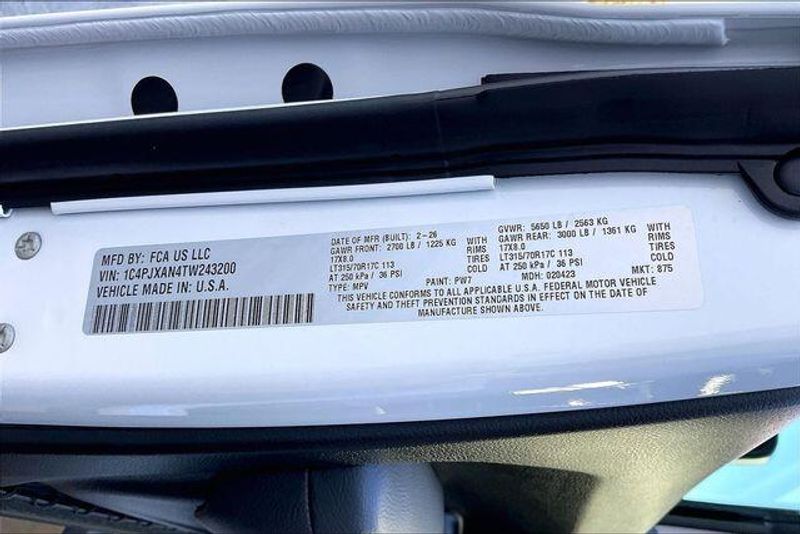 MFD BY: FCA US LLC
VIN: 1C4PJXAN4TW243200
VEHICLE MADE IN: U.S.A.
DATE OF MFR (BUILT): 2-26
GAWR FRONT: 2700 LB / 1225 KG WITH
17X8.0 RIMS
LT315/70R17C 113 TIRES
AT 250 kPa / 36 PSI COLD
TYPE: MPV PAINT: PW7
GVWR: 5650 LB / 2563 KG
GAWR REAR: 3000 LB / 1361 KG WITH
17X8.0 RIMS
LT315/70R17C 113 TIRES
AT 250 kPa / 36 PSI COLD
MDH: 020423 MKT: 875
THIS VEHICLE CONFORMS TO ALL APPLICABLE U.S.A. FEDERAL MOTOR VEHICLE
SAFETY AND THEFT PREVENTION STANDARDS IN EFFECT ON THE DATE OF
MANUFACTURE SHOWN ABOVE.